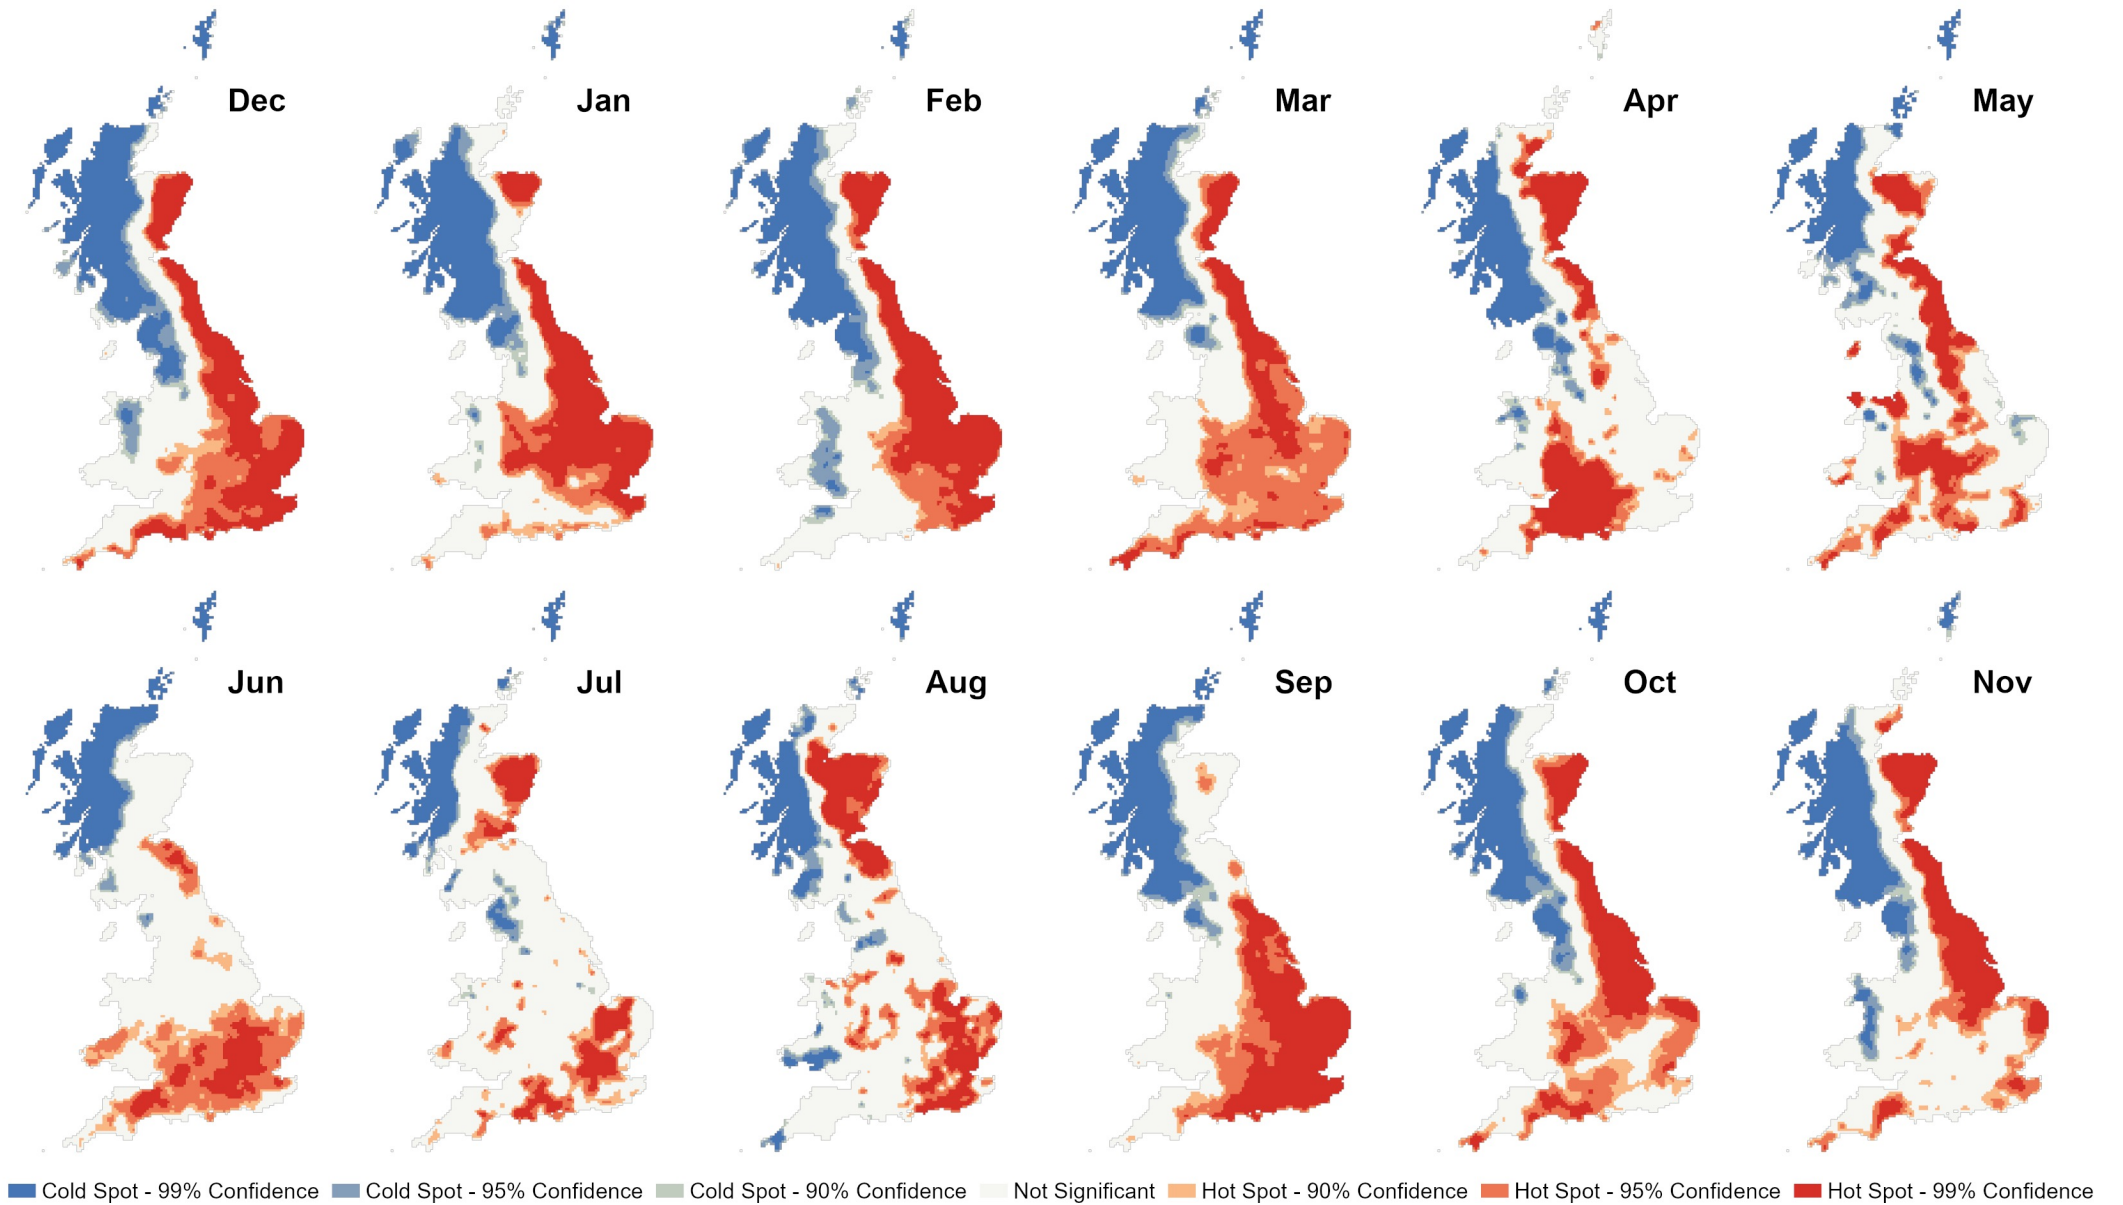 Dec Jan Feb Mar Apr May
Jun Jul Aug Sep Oct Nov
Cold Spot - 99% Confidence Cold Spot - 95% Confidence Cold Spot - 90% Confidence Not Significant Hot Spot - 90% Confidence Hot Spot - 95% Confidence Hot Spot - 99% Confidence